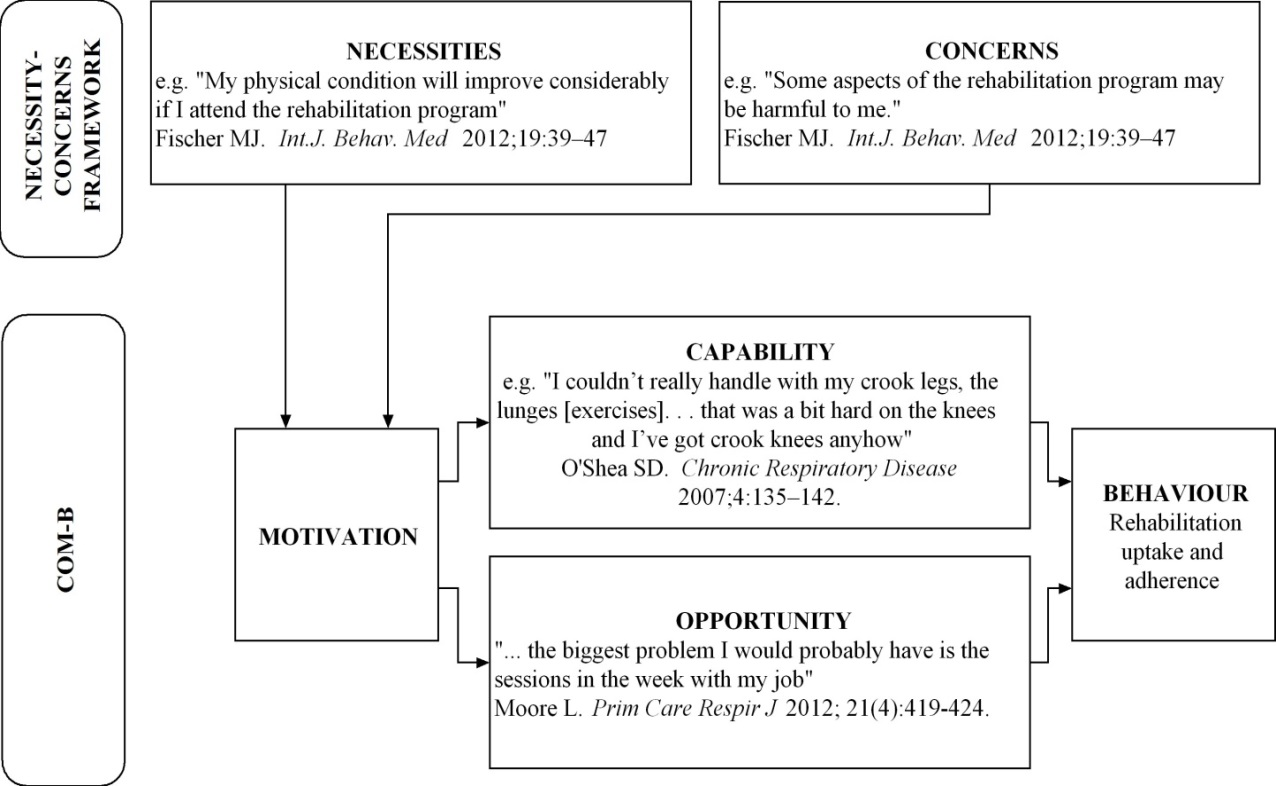 NECESSITY-
CONCERNS
FRAMEWORK
NECESSITIES
e.g. "My physical condition will improve considerably
if I attend the rehabilitation program"
Fischer MJ. Int.J. Behav. Med 2012;19:39–47
CONCERNS
e.g. "Some aspects of the rehabilitation program may
be harmful to me."
Fischer MJ. Int.J. Behav. Med 2012;19:39–47
COM-B
MOTIVATION
CAPABILITY
e.g. "I couldn’t really handle with my crook legs, the
lunges [exercises]. . . that was a bit hard on the knees
and I’ve got crook knees anyhow"
O'Shea SD. Chronic Respiratory Disease
2007;4:135–142.
OPPORTUNITY
"... the biggest problem I would probably have is the
sessions in the week with my job"
Moore L. Prim Care Respir J 2012; 21(4):419-424.
BEHAVIOUR
Rehabilitation
uptake and
adherence